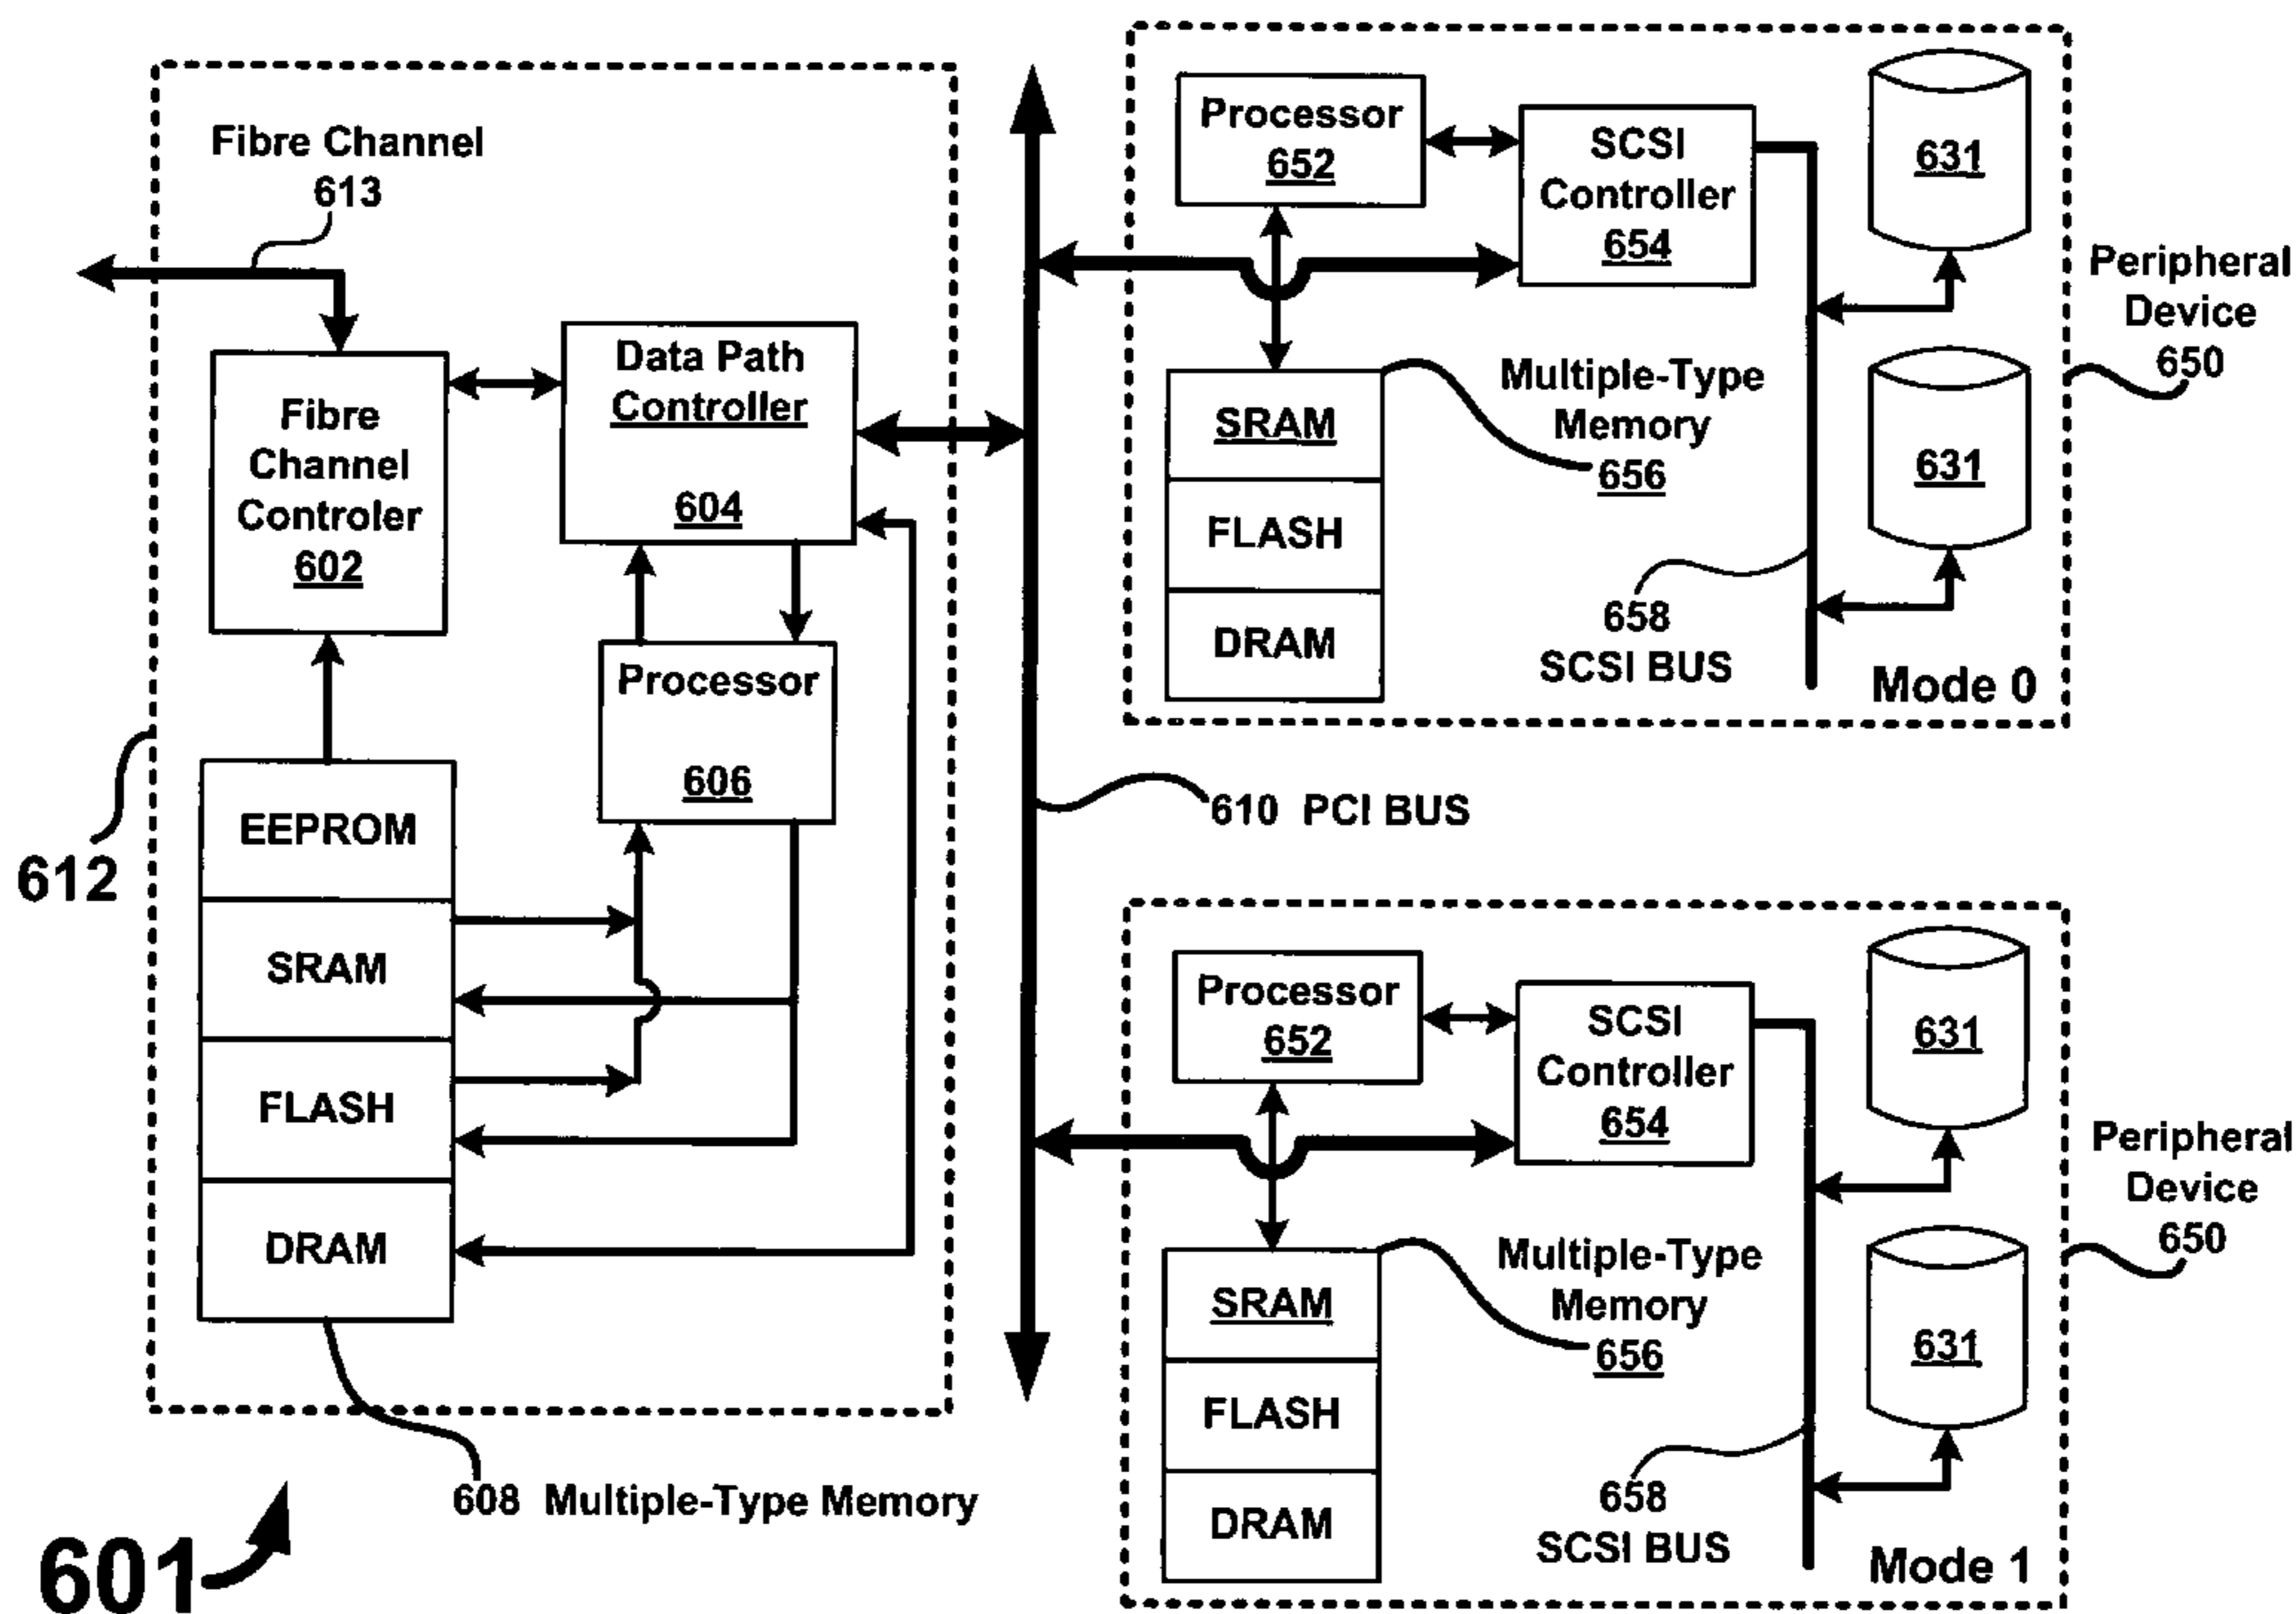 Fibre Channel
613
Fibre
Channel
Controler
602
Data Path
Controller
604
Processor
606
EEPROM
SRAM
FLASH
DRAM
612
608 Multiple-Type Memory
601
610 PCI BUS
Processor
652
SCSI
Controller
654
631
631
SRAM
FLASH
DRAM
Multiple-Type
Memory
656
658
SCSI BUS
Mode 0
Peripheral
Device
650
Processor
652
SCSI
Controller
654
631
631
SRAM
FLASH
DRAM
Multiple-Type
Memory
656
658
SCSI BUS
Mode 1
Peripheral
Device
650